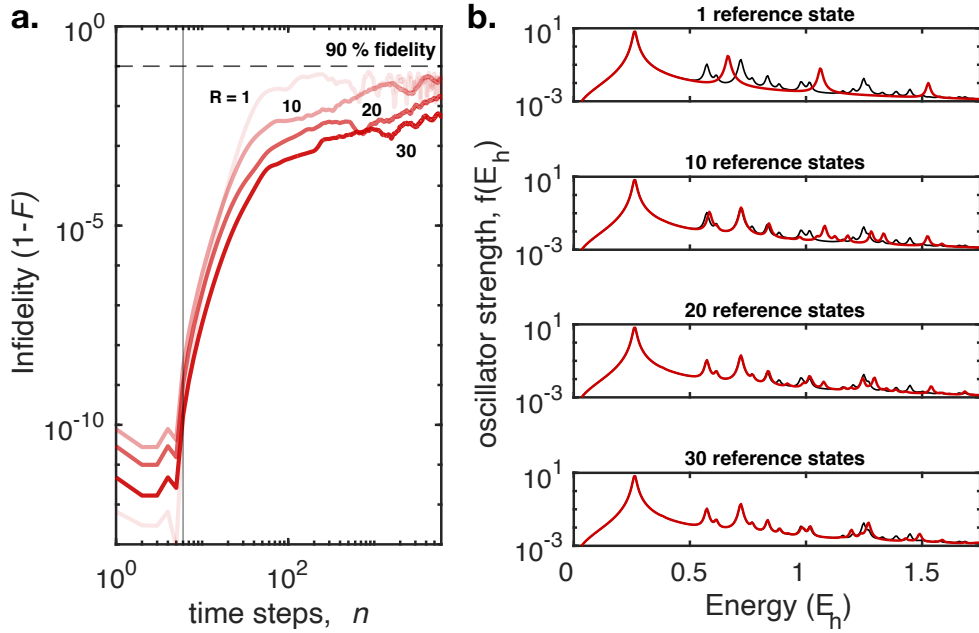 a.
10^0
90 % fidelity
R = 1
10
20
30
10^-5
10^-10
Infidelity (1-F)
10^0
10^2
time steps, n
b.
1 reference state
10^1
10^-3
10 reference states
10^1
10^-3
20 reference states
10^1
10^-3
30 reference states
10^1
10^-3
oscillator strength, f(E_h)
0
0.5
1
1.5
Energy (E_h)